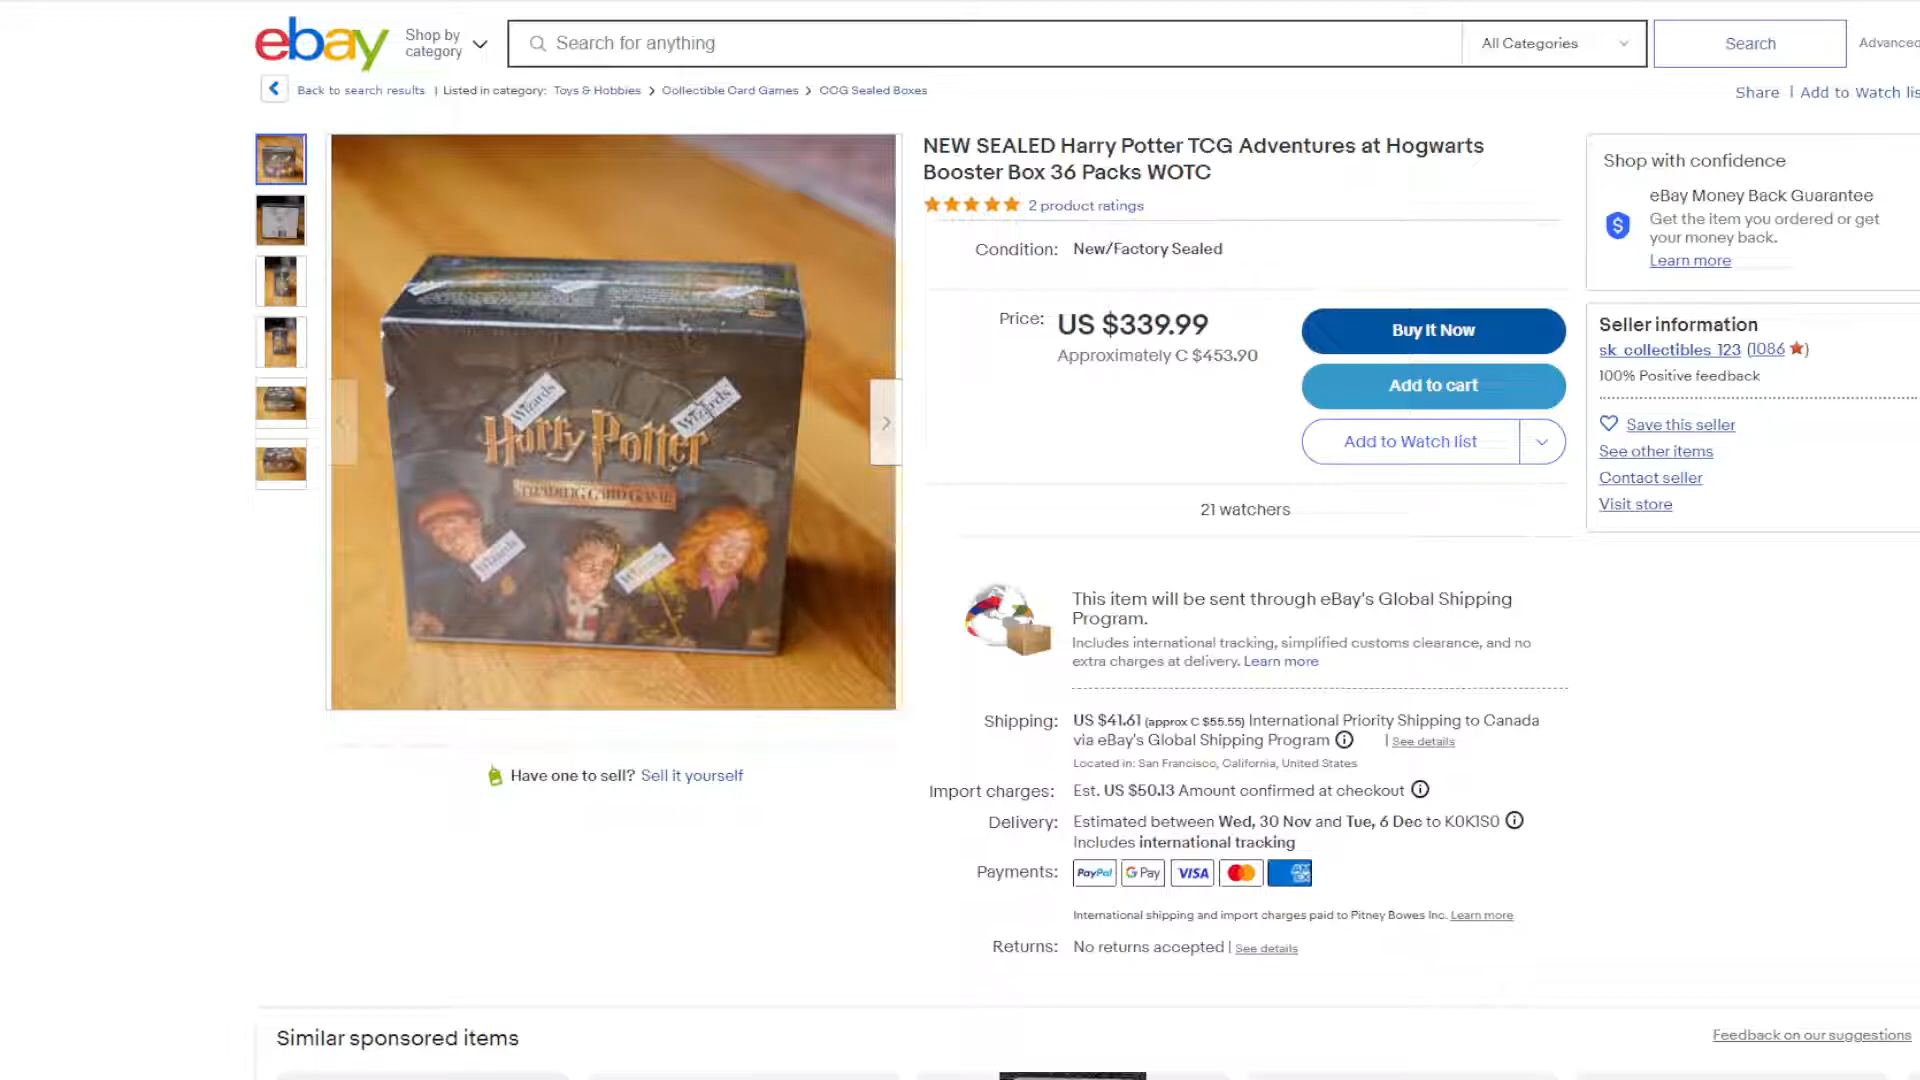 ebay
Shop by
category
Search for anything
All Categories
Search
Advanced
Back to search results | Listed in category: Toys & Hobbies > Collectible Card Games > CCG Sealed Boxes
Share | Add to Watch lis
NEW SEALED Harry Potter TCG Adventures at Hogwarts
Booster Box 36 Packs WOTC
2 product ratings
Condition: New/Factory Sealed
Price: US $339.99
Approximately C $453.90
Buy It Now
Add to cart
Add to Watch list
21 watchers
Shop with confidence
eBay Money Back Guarantee
Get the item you ordered or get
your money back.
Learn more
Seller information
sk_collectibles_123 (1086)
100% Positive feedback
Save this seller
See other items
Contact seller
Visit store
Wizards
Wizards
Harry Potter
TRADING CARD GAME
Wizards
Wizards
Have one to sell? Sell it yourself
This item will be sent through eBay's Global Shipping
Program.
Includes international tracking, simplified customs clearance, and no
extra charges at delivery. Learn more
Shipping: US $41.61 (approx C $55.55) International Priority Shipping to Canada
via eBay's Global Shipping Program | See details
Located in: San Francisco, California, United States
Import charges: Est. US $50.13 Amount confirmed at checkout
Delivery: Estimated between Wed, 30 Nov and Tue, 6 Dec to K0K1S0
Includes international tracking
Payments: PayPal G Pay VISA
International shipping and import charges paid to Pitney Bowes Inc. Learn more
Returns: No returns accepted | See details
Similar sponsored items
Feedback on our suggestions